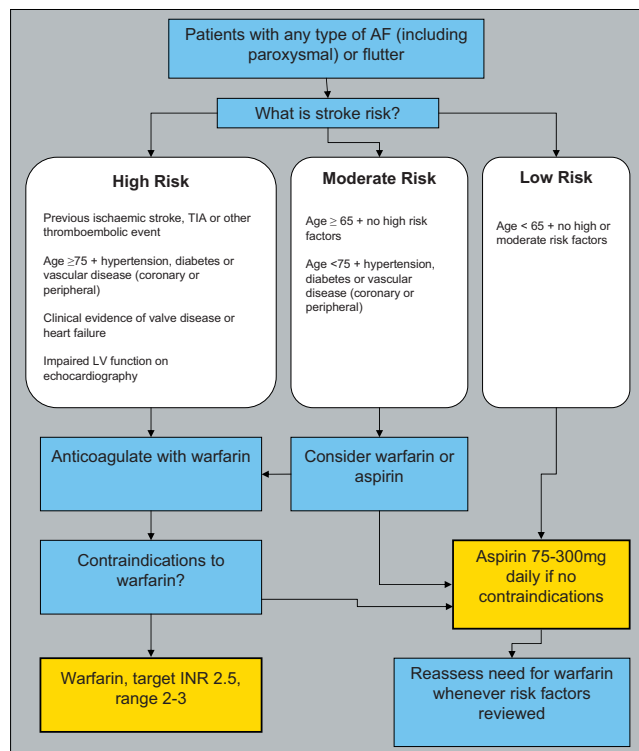 Patients with any type of AF (including
paroxysmal) or flutter
What is stroke risk?
High Risk
Previous ischaemic stroke, TIA or other
thromboembolic event
Age ≥75 + hypertension, diabetes or
vascular disease (coronary or
peripheral)
Clinical evidence of valve disease or
heart failure
Impaired LV function on
echocardiography
Moderate Risk
Age ≥ 65 + no high risk
factors
Age <75 + hypertension,
diabetes or vascular
disease (coronary or
peripheral)
Low Risk
Age < 65 + no high or
moderate risk factors
Anticoagulate with warfarin
Consider warfarin or
aspirin
Contraindications to
warfarin?
Aspirin 75-300mg
daily if no
contraindications
Warfarin, target INR 2.5,
range 2-3
Reassess need for warfarin
whenever risk factors
reviewed